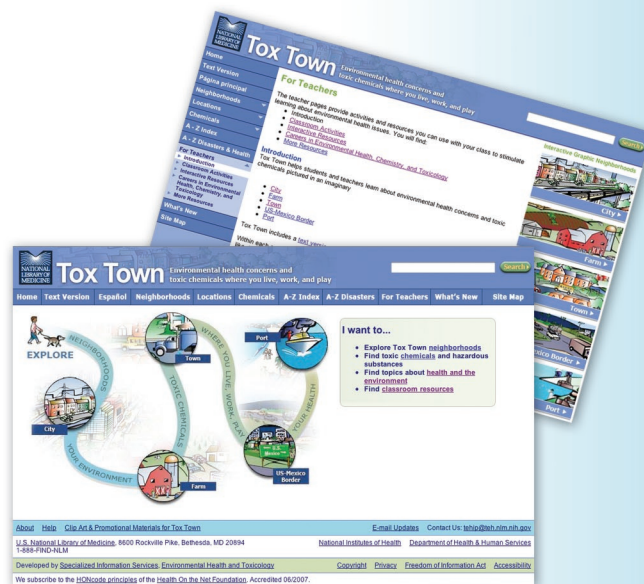 NATIONAL
LIBRARY OF
MEDICINE
Tox Town
Environmental health concerns and
toxic chemicals where you live, work, and play
Search
Home
Text Version
Página principal
Neighborhoods
Locations
Chemicals
A - Z Index
A - Z Disasters & Health
For Teachers
Introduction
Classroom Activities
Interactive Resources
Careers in Environmental
Health, Chemistry, and
Toxicology
More Resources
What's New
Site Map
For Teachers
The teacher pages provide activities and resources you can use with your class to stimulate
learning about environmental health issues. You will find:
Introduction
Classroom Activities
Interactive Resources
Careers in Environmental Health, Chemistry, and Toxicology
More Resources
Introduction
Tox Town helps students and teachers learn about environmental health concerns and toxic
chemicals pictured in an imaginary
City
Farm
Town
US-Mexico Border
Port
Tox Town includes a text
Within each
Interactive Graphic Neighborhoods
City
Farm
Town
xico Border
Port
NATIONAL
LIBRARY OF
MEDICINE
Tox Town
Environmental health concerns and
toxic chemicals where you live, work, and play
Search
Home Text Version Español Neighborhoods Locations Chemicals A-Z Index A-Z Disasters For Teachers What's New Site Map
EXPLORE
NEIGHBORHOODS
City
YOUR ENVIRONMENT
Farm
TOXIC CHEMICALS
Town
WHERE YOU LIVE, WORK, PLAY
U.S.
Mexico
US-Mexico
Border
YOUR HEALTH
Port
I want to...
Explore Tox Town neighborhoods
Find toxic chemicals and hazardous
substances
Find topics about health and the
environment
Find classroom resources
About Help Clip Art & Promotional Materials for Tox Town E-mail Updates Contact Us: tehip@teh.nlm.nih.gov
U.S. National Library of Medicine, 8600 Rockville Pike, Bethesda, MD 20894 National Institutes of Health Department of Health & Human Services
1-888-FIND-NLM
Developed by Specialized Information Services, Environmental Health and Toxicology Copyright Privacy Freedom of Information Act Accessibility
We subscribe to the HONcode principles of the Health On the Net Foundation. Accredited 06/2007.